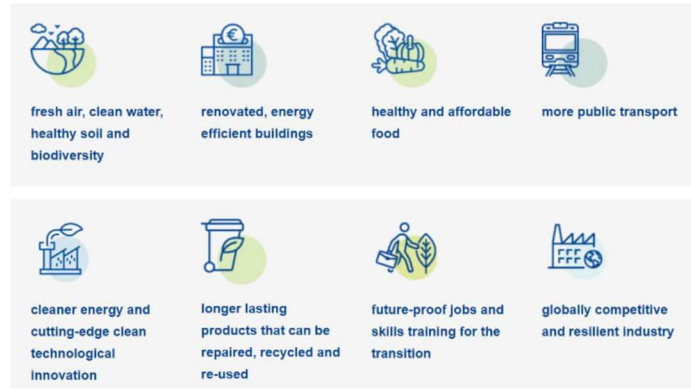 fresh air, clean water,
healthy soil and
biodiversity
renovated, energy
efficient buildings
healthy and affordable
food
more public transport
cleaner energy and
cutting-edge clean
technological
innovation
longer lasting
products that can be
repaired, recycled and
re-used
future-proof jobs and
skills training for the
transition
globally competitive
and resilient industry